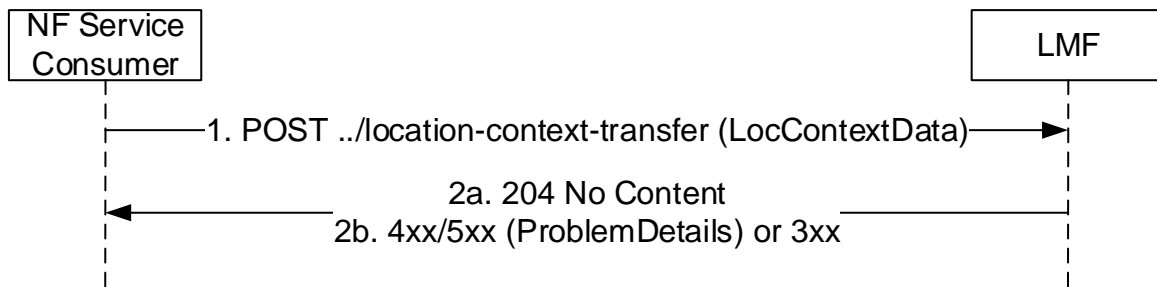 NF Service
Consumer
LMF
1. POST ../location-context-transfer (LocContextData)
2a. 204 No Content
2b. 4xx/5xx (ProblemDetails) or 3xx